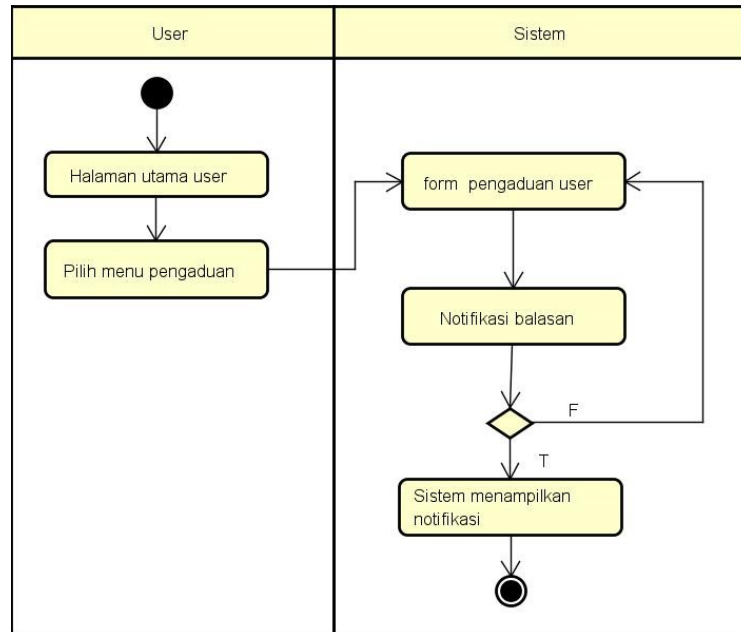 User
Sistem
Halaman utama user
form pengaduan user
Pilih menu pengaduan
Notifikasi balasan
F
T
Sistem menampilkan
notifikasi